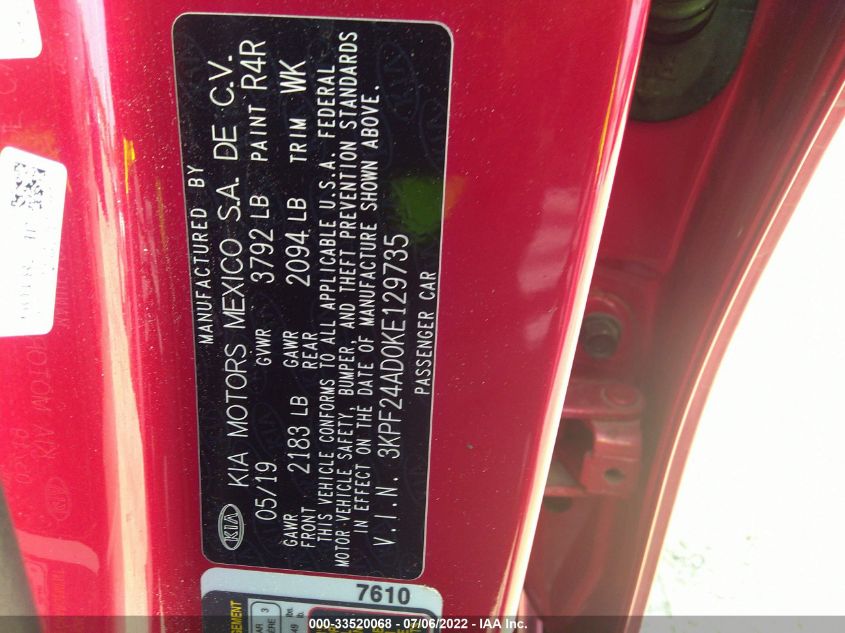 MANUFACTURED BY
KIA MOTORS MEXICO S.A. DE C.V.
05/19 GVWR 3792 LB PAINT R4R
GAWR FRONT 2183 LB GAWR REAR 2094 LB TRIM WK
THIS VEHICLE CONFORMS TO ALL APPLICABLE U.S.A. FEDERAL
MOTOR VEHICLE SAFETY, BUMPER, AND THEFT PREVENTION STANDARDS
IN EFFECT ON THE DATE OF MANUFACTURE SHOWN ABOVE.
V.I.N. 3KPF24AD0KE129735
PASSENGER CAR
KIA
7610
3
000-33520068 - 07/06/2022 - IAA Inc.